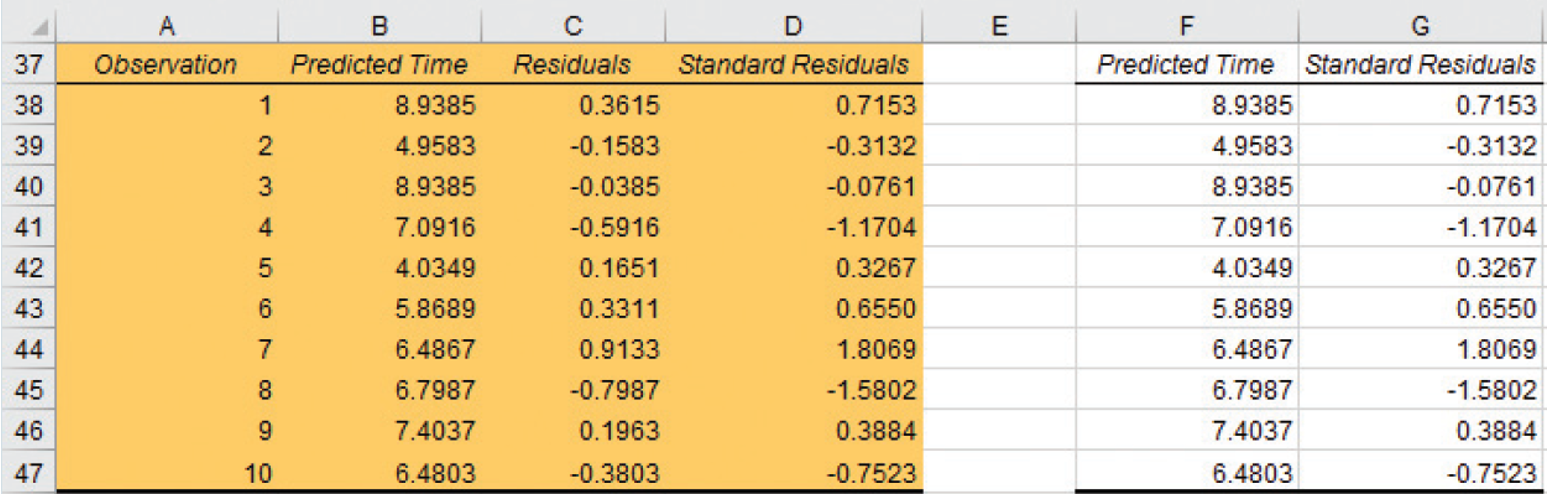 A B C D E F G
37 Observation Predicted Time Residuals Standard Residuals Predicted Time Standard Residuals
38 1 8.9385 0.3615 0.7153 8.9385 0.7153
39 2 4.9583 -0.1583 -0.3132 4.9583 -0.3132
40 3 8.9385 -0.0385 -0.0761 8.9385 -0.0761
41 4 7.0916 -0.5916 -1.1704 7.0916 -1.1704
42 5 4.0349 0.1651 0.3267 4.0349 0.3267
43 6 5.8689 0.3311 0.6550 5.8689 0.6550
44 7 6.4867 0.9133 1.8069 6.4867 1.8069
45 8 6.7987 -0.7987 -1.5802 6.7987 -1.5802
46 9 7.4037 0.1963 0.3884 7.4037 0.3884
47 10 6.4803 -0.3803 -0.7523 6.4803 -0.7523